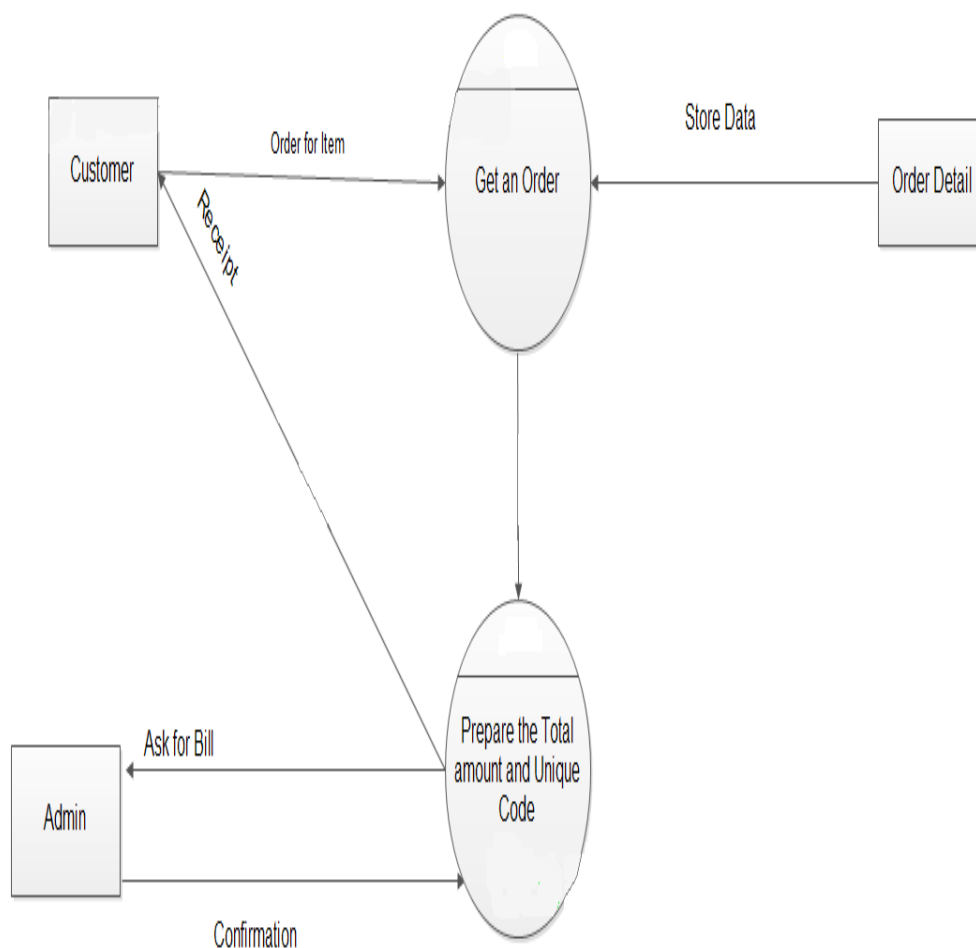 Customer
Order for Item
Get an Order
Store Data
Order Detail
Receipt
Ask for Bill
Admin
Prepare the Total
amount and Unique
Code
Confirmation